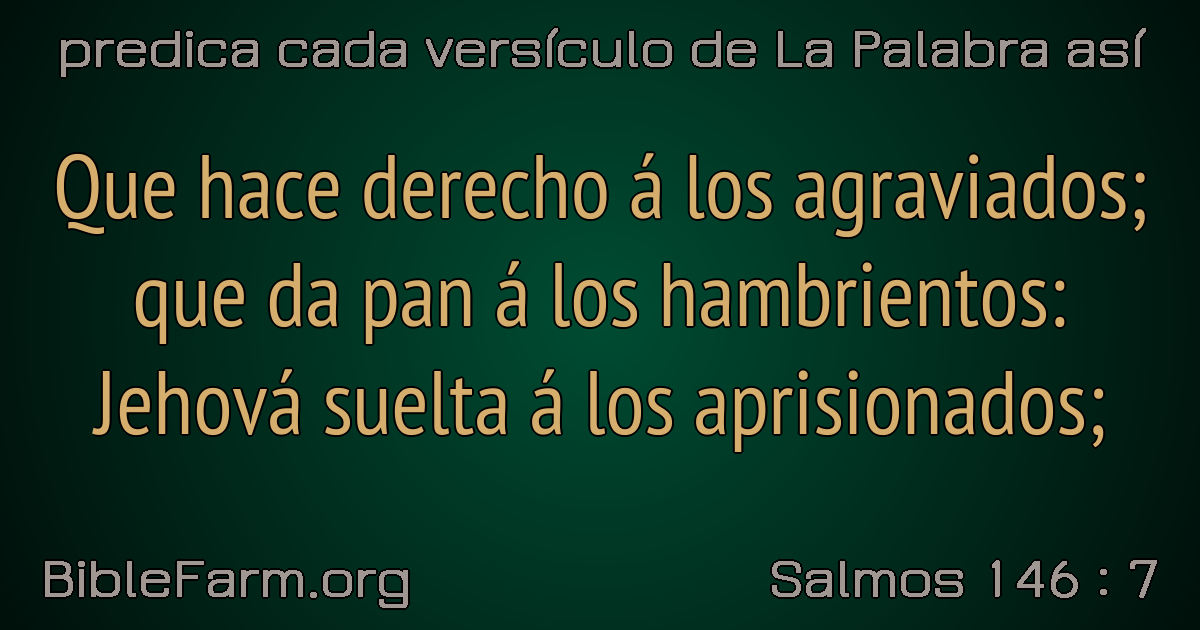 predica cada versículo de La Palabra así
Que hace derecho á los agraviados;
que da pan á los hambrientos:
Jehová suelta á los aprisionados;
BibleFarm.org
Salmos 146 : 7